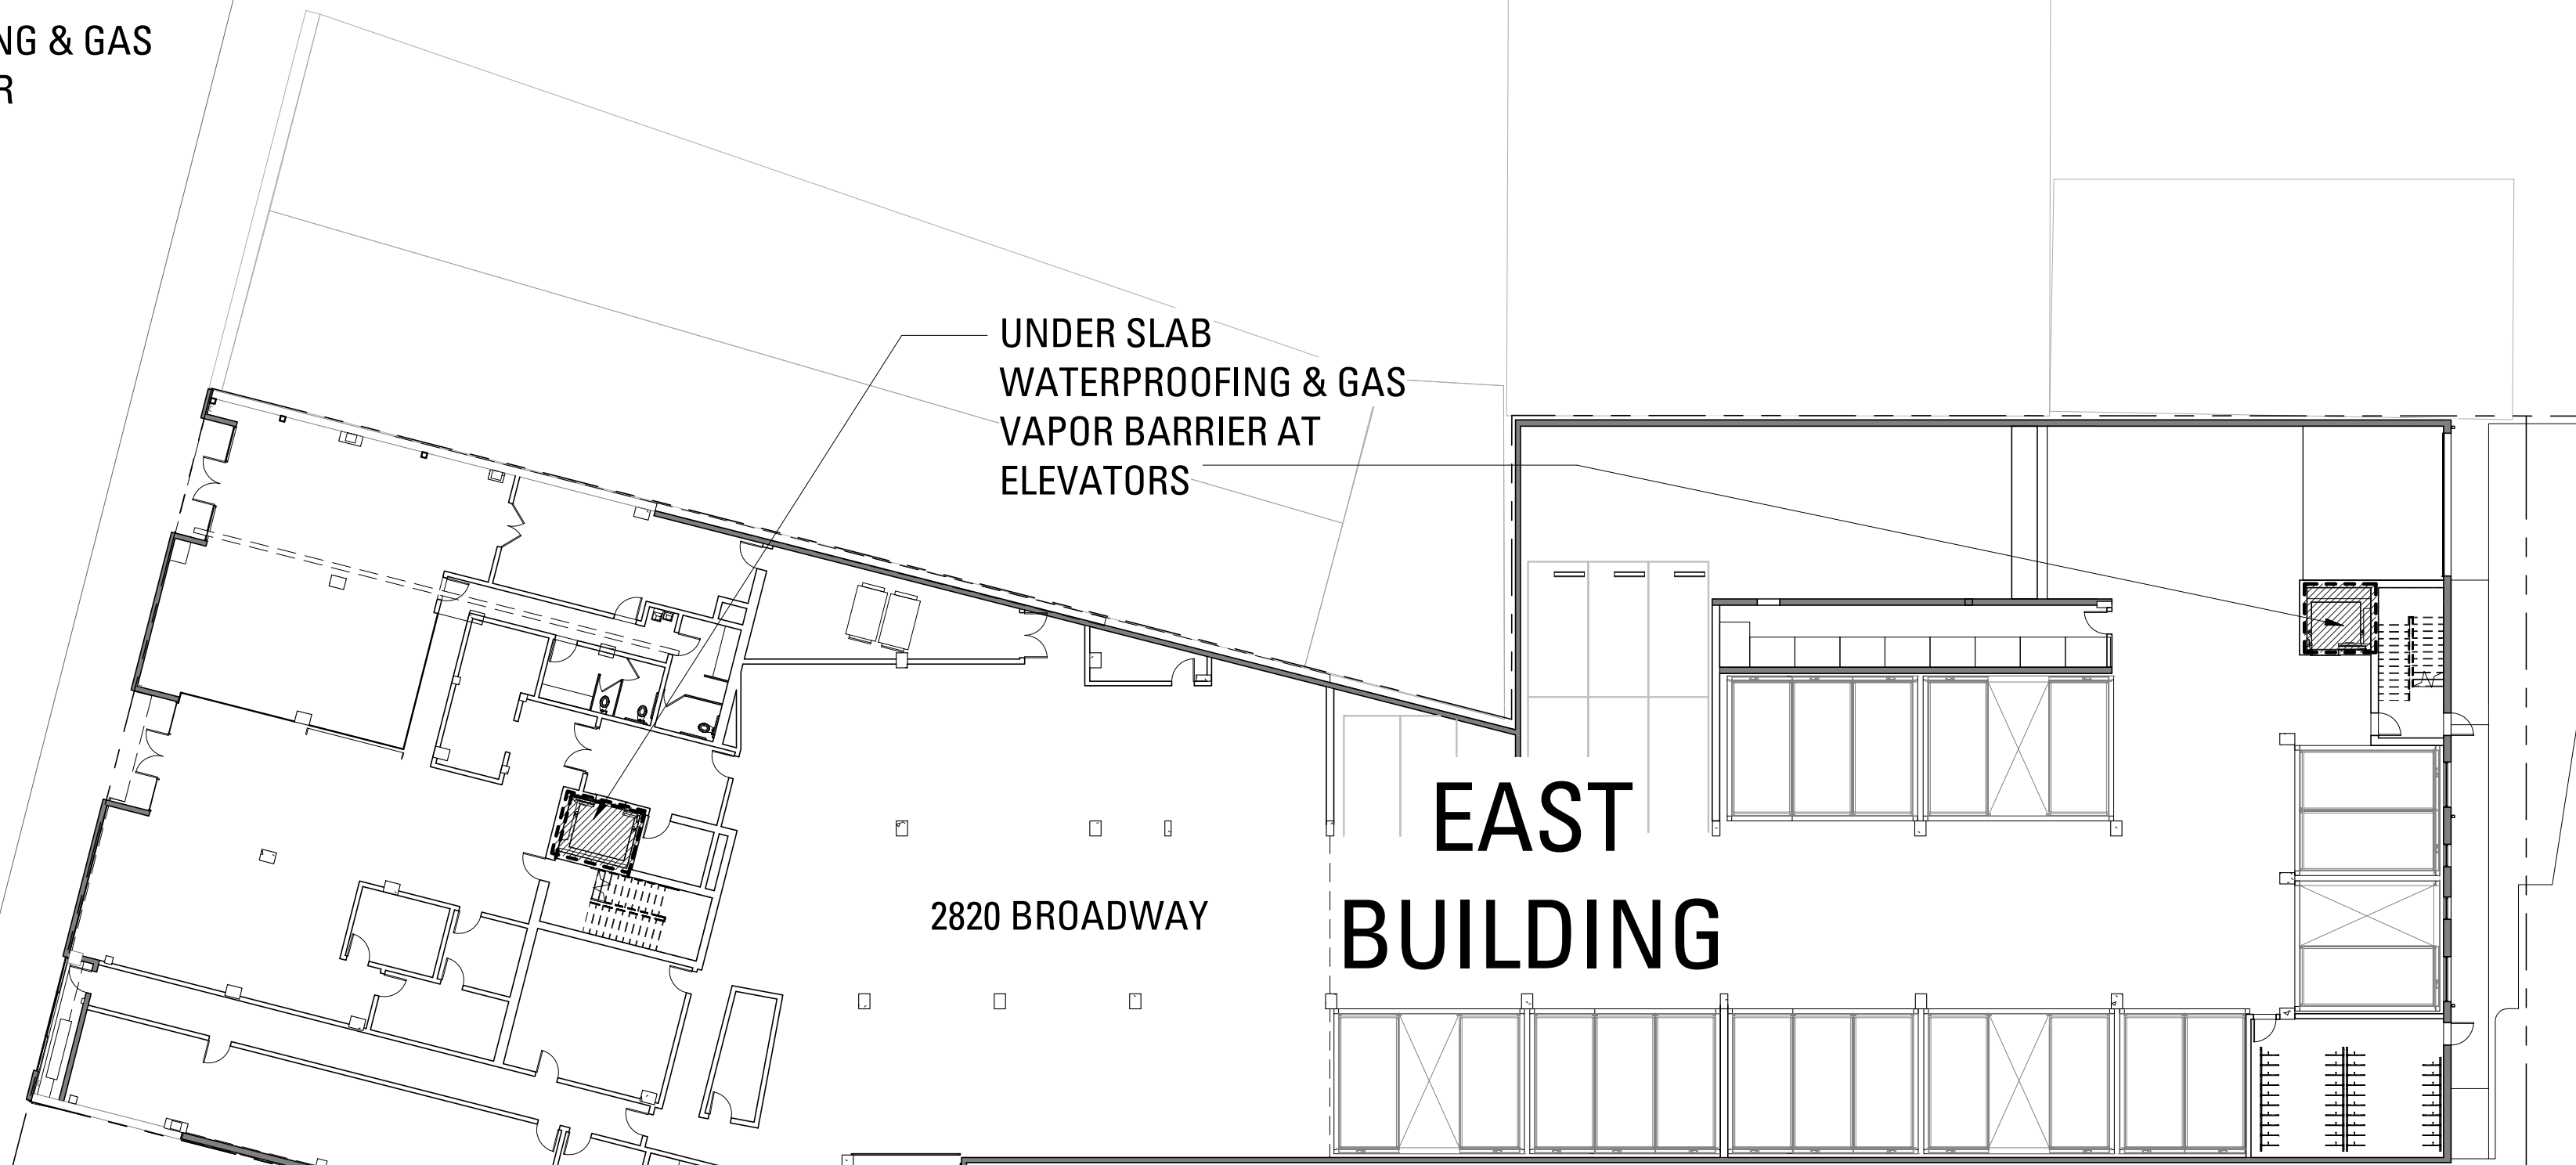 NG & GAS
R
UNDER SLAB
WATERPROOFING & GAS
VAPOR BARRIER AT
ELEVATORS
EAST
BUILDING
2820 BROADWAY